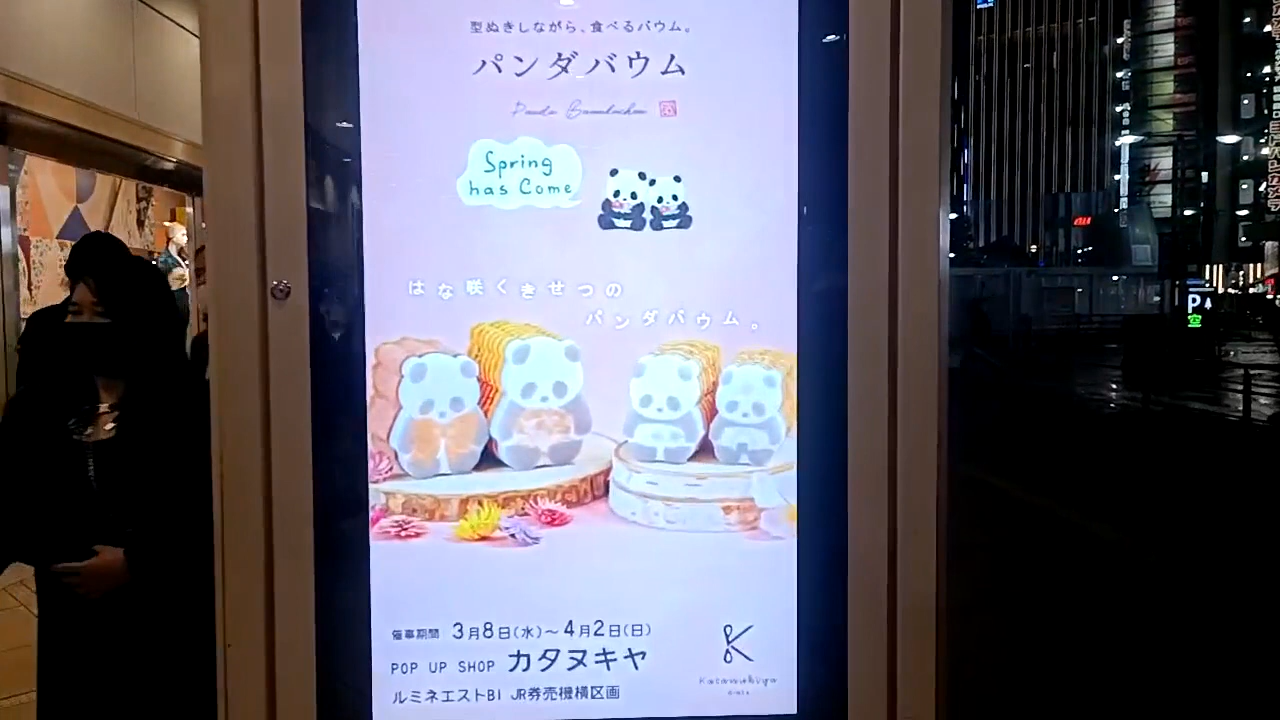 型ぬきしながら、食べるバウム。
パンダバウム
Panda Baumkuchen
Spring
has Come
はな咲くきせつの
パンダバウム。
催事期間 3月8日(水)~4月2日(日)
POP UP SHOP カタヌキヤ
ルミネエストB1 JR券売機横区画
Katanukiya
P
空